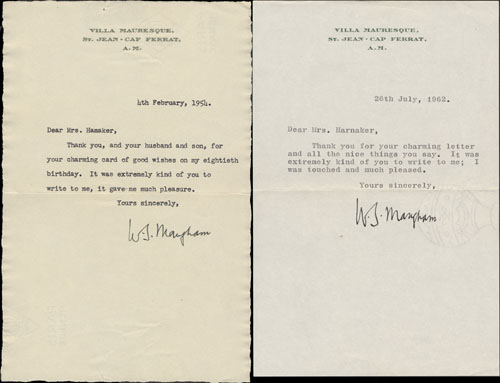 VILLA MAURESQUE,
ST. JEAN - CAP FERRAT,
A.M.
4th February, 1954.
Dear Mrs. Hamaker,
Thank you, and your husband and son, for
your charming card of good wishes on my eightieth
birthday. It was extremely kind of you to
write to me, it gave me much pleasure.
Yours sincerely,
W. S. Maugham
VILLA MAURESQUE,
ST. JEAN - CAP FERRAT,
A.M.
26th July, 1962.
Dear Mrs. Harnaker,
Thank you for your charming letter
and all the nice things you say. It was
extremely kind of you to write to me; I
was touched and much pleased.
Yours sincerely,
W. S. Maugham